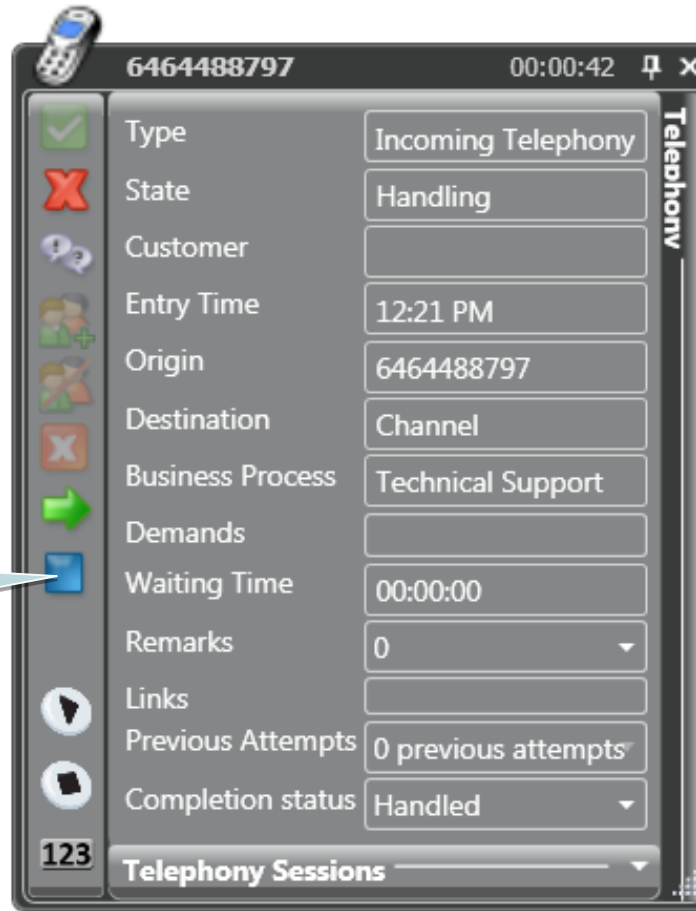 6464488797 00:00:42
Telephony
Type Incoming Telephony
State Handling
Customer
Entry Time 12:21 PM
Origin 6464488797
Destination Channel
Business Process Technical Support
Demands
Waiting Time 00:00:00
Remarks 0
Links
Previous Attempts 0 previous attempts
Completion status Handled
123
Telephony Sessions